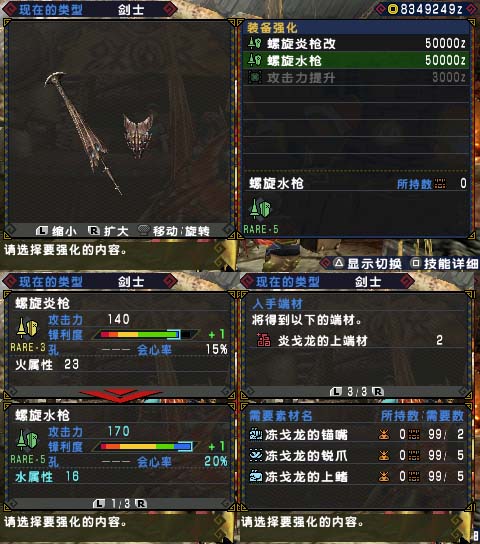 现在的类型 剑士
8349249z
装备强化
螺旋炎枪改 50000z
螺旋水枪 50000z
攻击力提升 3000z
螺旋水枪 所持数 0
RARE-5
L 缩小 R 扩大 移动/旋转
请选择要强化的内容。
△显示切换 □技能详细
现在的类型 剑士
螺旋炎枪
攻击力 140
锋利度 +1
RARE-3
孔 --- 会心率 15%
火属性 23
螺旋水枪
攻击力 170
锋利度 +1
RARE-5
孔 --- 会心率 20%
水属性 16
L 1/3 R
请选择要强化的内容。
现在的类型 剑士
入手端材
将得到以下的端材。
炎戈龙的上端材 2
L 3/3 R
需要素材名 所持数/需要数
冻戈龙的锚嘴 0 99/ 2
冻戈龙的锐爪 0 99/ 5
冻戈龙的上鳍 0 99/ 5
请选择要强化的内容。